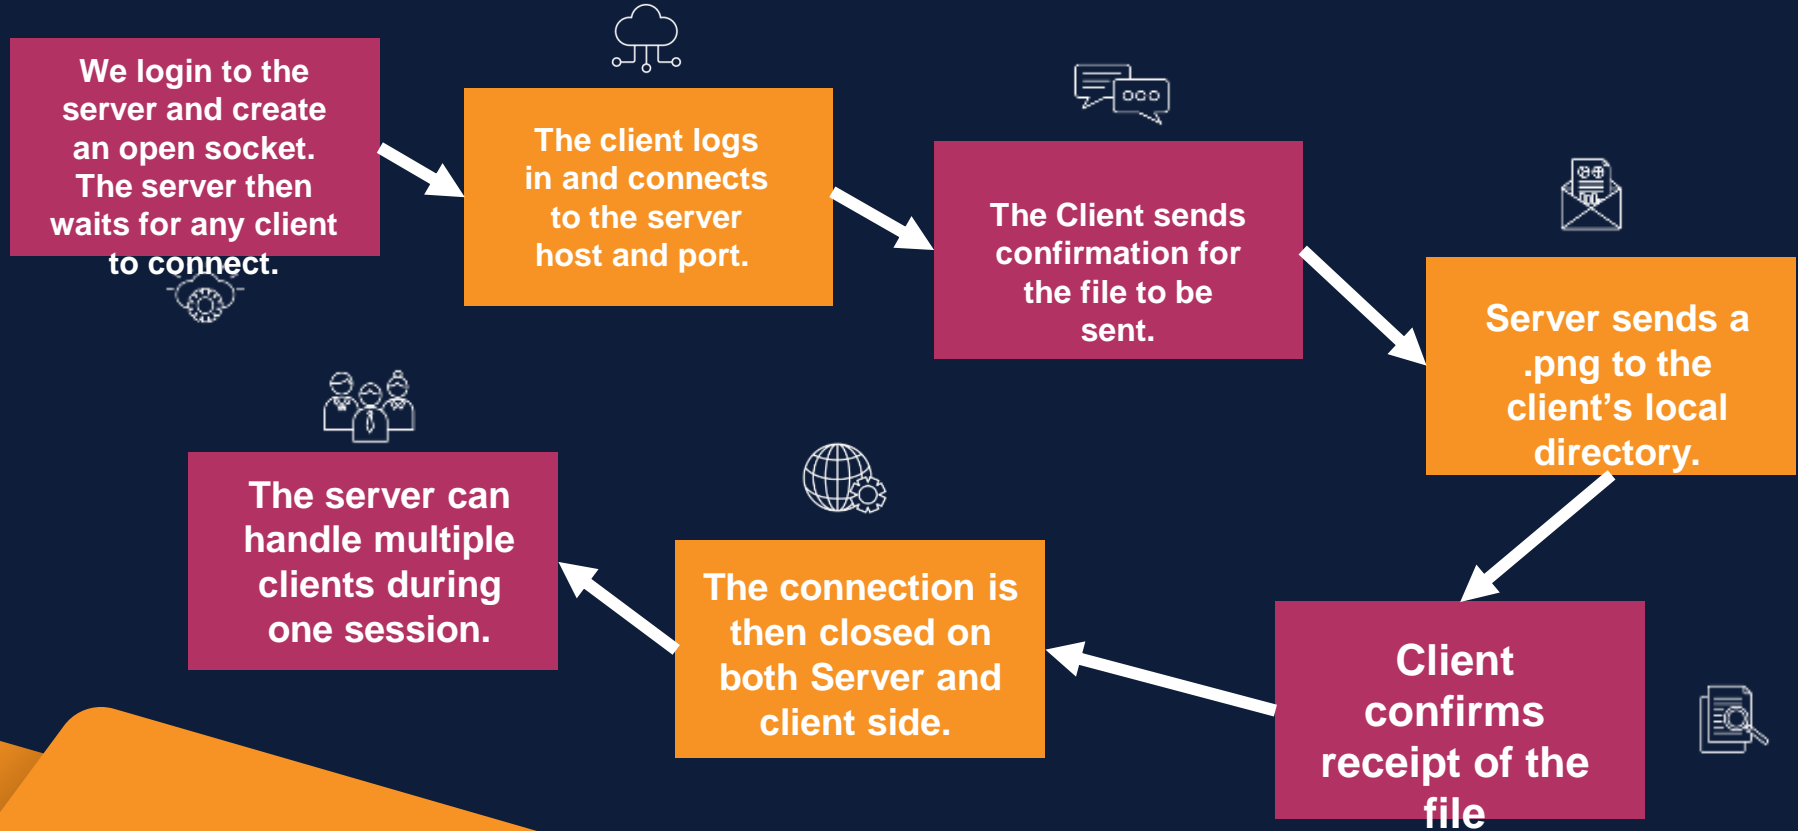 We login to the
server and create
an open socket.
The server then
waits for any client
to connect.
The client logs
in and connects
to the server
host and port.
The Client sends
confirmation for
the file to be
sent.
Server sends a
.png to the
client’s local
directory.
Client
confirms
receipt of the
file
The connection is
then closed on
both Server and
client side.
The server can
handle multiple
clients during
one session.